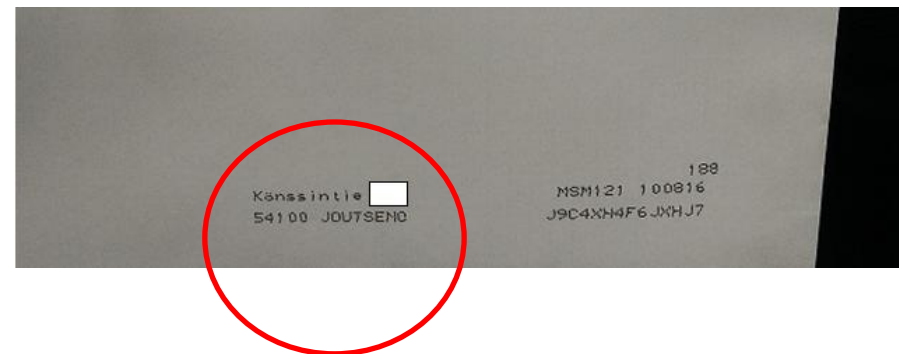 Känssintie
54100 JOUTSENO
188
MSM121 100816
J9C4XH4F6JXHJ7